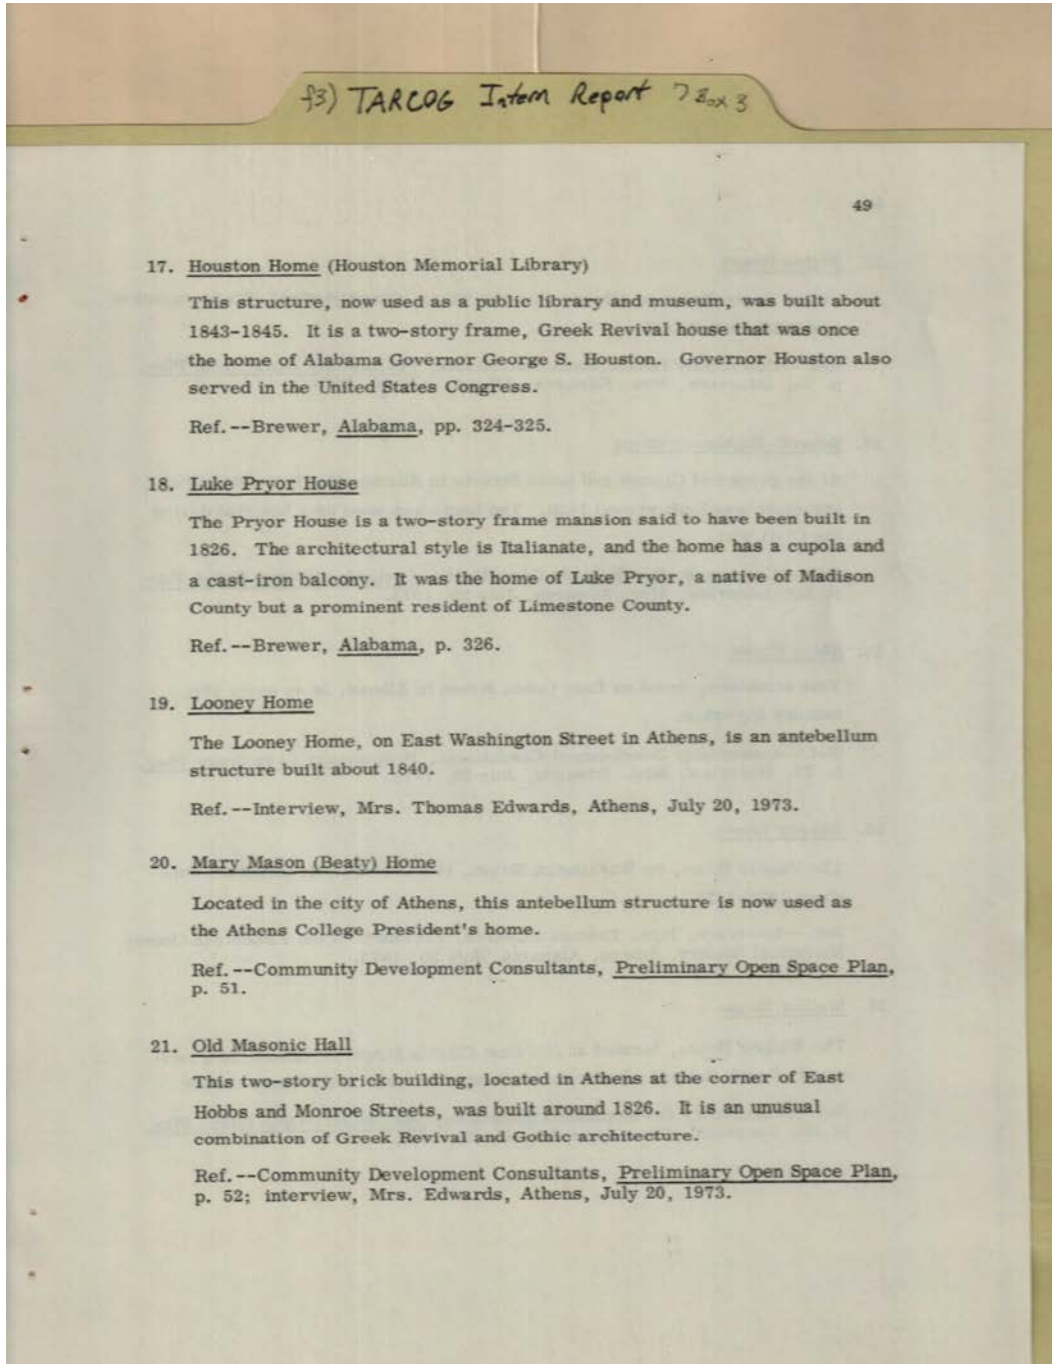 f3) TARCOG Intern Report 7 Box 3
49
17. Houston Home (Houston Memorial Library)
This structure, now used as a public library and museum, was built about
1843-1845. It is a two-story frame, Greek Revival house that was once
the home of Alabama Governor George S. Houston. Governor Houston also
served in the United States Congress.
Ref.--Brewer, Alabama, pp. 324-325.
18. Luke Pryor House
The Pryor House is a two-story frame mansion said to have been built in
1826. The architectural style is Italianate, and the home has a cupola and
a cast-iron balcony. It was the home of Luke Pryor, a native of Madison
County but a prominent resident of Limestone County.
Ref.--Brewer, Alabama, p. 326.
19. Looney Home
The Looney Home, on East Washington Street in Athens, is an antebellum
structure built about 1840.
Ref.--Interview, Mrs. Thomas Edwards, Athens, July 20, 1973.
20. Mary Mason (Beaty) Home
Located in the city of Athens, this antebellum structure is now used as
the Athens College President's home.
Ref.--Community Development Consultants, Preliminary Open Space Plan,
p. 51.
21. Old Masonic Hall
This two-story brick building, located in Athens at the corner of East
Hobbs and Monroe Streets, was built around 1826. It is an unusual
combination of Greek Revival and Gothic architecture.
Ref.--Community Development Consultants, Preliminary Open Space Plan,
p. 52; interview, Mrs. Edwards, Athens, July 20, 1973.